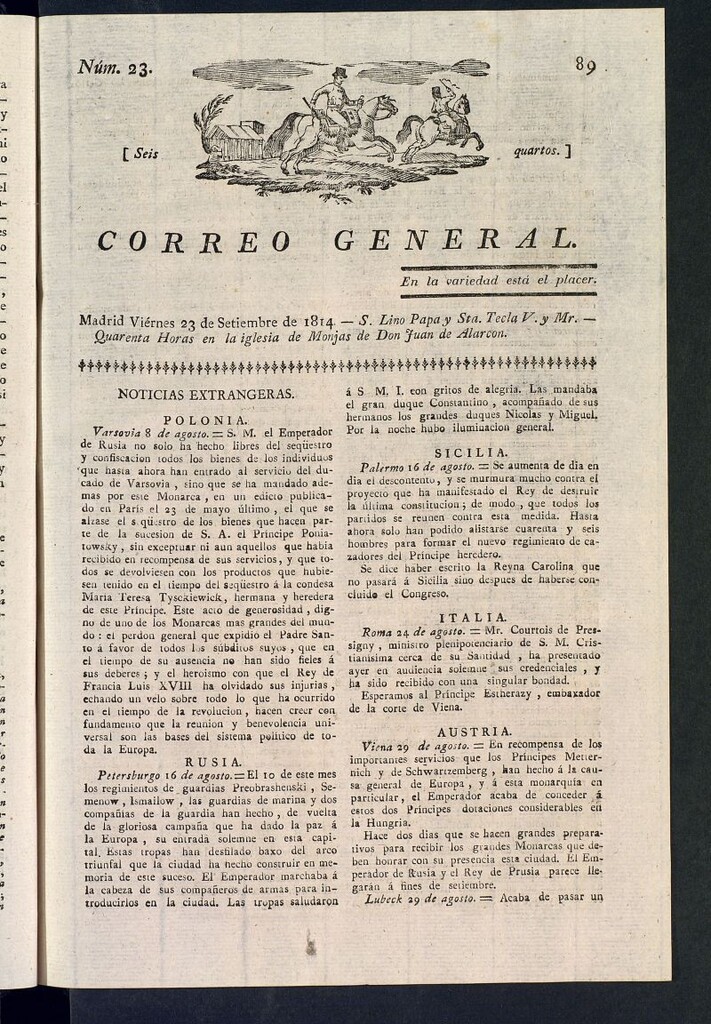 Núm. 23.
89
[ Seis
quartos. ]
CORREO GENERAL.
En la variedad está el placer.
Madrid Viérnes 23 de Setiembre de 1814. — S. Lino Papa y Sta. Tecla V. y Mr. —
Quarenta Horas en la iglesia de Monjas de Don Juan de Alarcon.
NOTICIAS EXTRANGERAS.
POLONIA.
Varsovia 8 de agosto. = S. M. el Emperador
de Rusia no solo ha hecho libres del seqüestro
y confiscacion todos los bienes de los individuos
que hasta ahora han entrado al servicio del du-
cado de Varsovia, sino que se ha mandado ade-
mas por este Monarca, en un edicto publica-
do en París el 23 de mayo último, el que se
alzase el seqüestro de los bienes que hacen par-
te de la sucesion de S. A. el Príncipe Ponia-
towsky, sin exceptuar ni aun aquellos que habia
recibido en recompensa de sus servicios, y que to-
dos se devolviesen con los productos que hubie-
sen tenido en el tiempo del seqüestro á la condesa
Maria Teresa Tysckiewick, hermana y heredera
de este Príncipe. Este acto de generosidad, dig-
no de uno de los Monarcas mas grandes del mun-
do: el perdon general que expidió el Padre San-
to á favor de todos los súbditos suyos, que en
el tiempo de su ausencia no han sido fieles á
sus deberes; y el heroismo con que el Rey de
Francia Luis XVIII ha olvidado sus injurias,
echando un velo sobre todo lo que ha ocurrido
en el tiempo de la revolucion, hacen creer con
fundamento que la reunion y benevolencia uni-
versal son las bases del sistema político de to-
da la Europa.
RUSIA.
Petersburgo 16 de agosto. = El 10 de este mes
los regimientos de guardias Preobrashenski, Se-
menow, Ismailow, las guardias de marina y dos
compañías de la guardia han hecho, de vuelta
de la gloriosa campaña que ha dado la paz á
la Europa, su entrada solemne en esta capi-
tal. Estas tropas han desfilado baxo del arco
triunfal que la ciudad ha hecho construir en me-
moria de este suceso. El Emperador marchaba á
la cabeza de sus compañeros de armas para in-
troducirlos en la ciudad. Las tropas saludaron
á S. M. I. con gritos de alegria. Las mandaba
el gran duque Constantino, acompañado de sus
hermanos los grandes duques Nicolas y Miguel.
Por la noche hubo iluminacion general.
SICILIA.
Palermo 16 de agosto. = Se aumenta de dia en
dia el descontento, y se murmura mucho contra el
proyecto que ha manifestado el Rey de destruir
la última constitucion; de modo, que todos los
partidos se reunen contra esta medida. Hasta
ahora solo han podido alistarse cuarenta y seis
hombres para formar el nuevo regimiento de ca-
zadores del Príncipe heredero.
Se dice haber escrito la Reyna Carolina que
no pasará á Sicilia sino despues de haberse con-
cluido el Congreso.
ITALIA.
Roma 24 de agosto. = Mr. Courtois de Pres-
signy, ministro plenipotenciario de S. M. Cris-
tianísima cerca de su Santidad, ha presentado
ayer en audiencia solemne sus credenciales, y
ha sido recibido con una singular bondad.
Esperamos al Príncipe Estherazy, embaxador
de la corte de Viena.
AUSTRIA.
Viena 29 de agosto. = En recompensa de los
importantes servicios que los Príncipes Metter-
nich y de Schwartzemberg, han hecho á la cau-
sa general de Europa, y á esta monarquía en
particular, el Emperador acaba de conceder á
estos dos Príncipes dotaciones considerables en
la Hungria.
Hace dos dias que se hacen grandes prepara-
tivos para recibir los grandes Monarcas que de-
ben honrar con su presencia esta ciudad. El Em-
perador de Rusia y el Rey de Prusia parece lle-
garán á fines de setiembre.
Lubeck 29 de agosto. = Acaba de pasar un